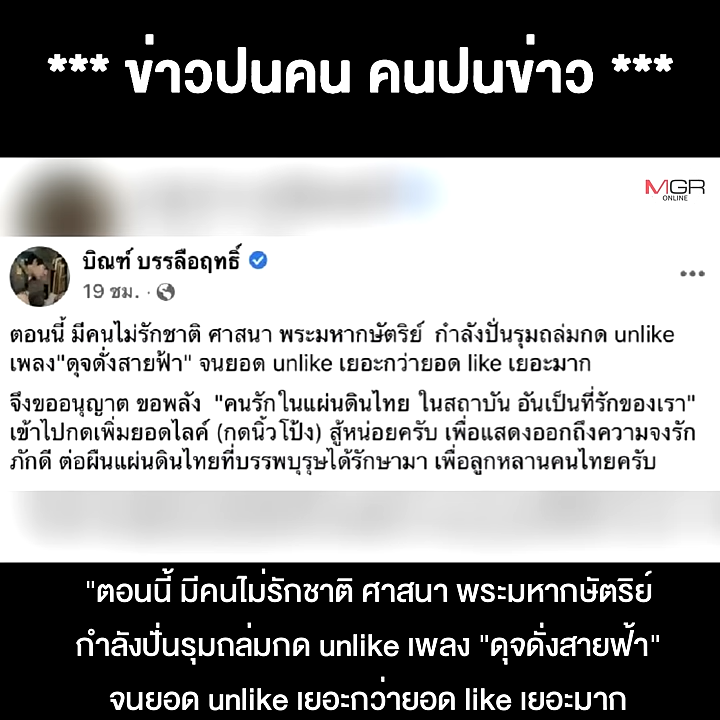 *** ข่าวปนคน คนปนข่าว ***
MGR
ONLINE
บิณฑ์ บรรลือฤทธิ์
19 ชม. ·
ตอนนี้ มีคนไม่รักชาติ ศาสนา พระมหากษัตริย์ กำลังปั่นรุมถล่มกด unlike
เพลง"ดุจดั่งสายฟ้า" จนยอด unlike เยอะกว่ายอด like เยอะมาก
จึงขออนุญาต ขอพลัง "คนรักในแผ่นดินไทย ในสถาบัน อันเป็นที่รักของเรา"
เข้าไปกดเพิ่มยอดไลค์ (กดนิ้วโป้ง) สู้หน่อยครับ เพื่อแสดงออกถึงความจงรัก
ภักดี ต่อผืนแผ่นดินไทยที่บรรพบุรุษได้รักษามา เพื่อลูกหลานคนไทยครับ
"ตอนนี้ มีคนไม่รักชาติ ศาสนา พระมหากษัตริย์
กำลังปั่นรุมถล่มกด unlike เพลง "ดุจดั่งสายฟ้า"
จนยอด unlike เยอะกว่ายอด like เยอะมาก